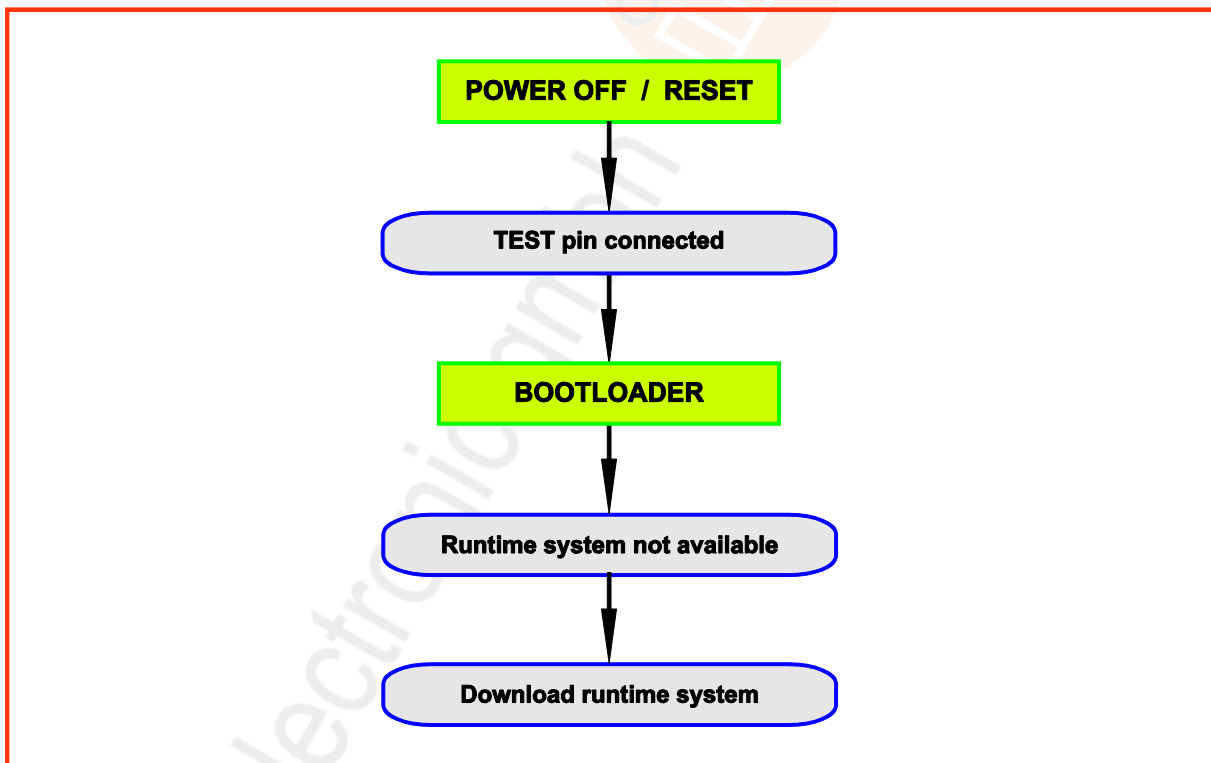 POWER OFF / RESET
TEST pin connected
BOOTLOADER
Runtime system not available
Download runtime system